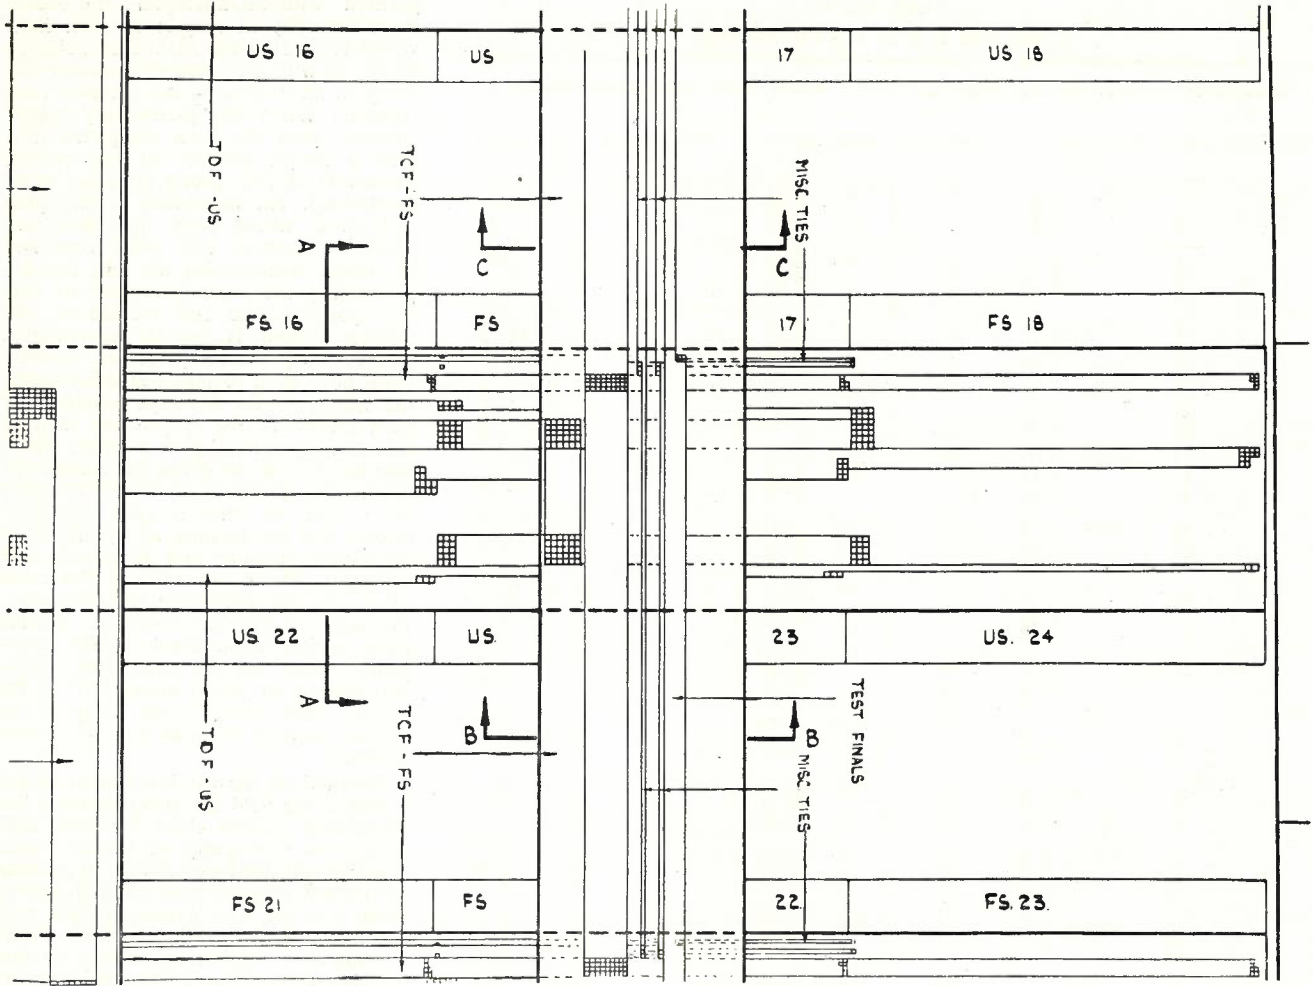 US 16
US
17
US 18
TDF-US
TCF-FS
MISC. TIES
A
C
C
FS 16
FS
17
FS 18
US. 22
US.
23
US. 24
A
TCF-FS
B
B
TEST FINALS
TDF-US
MISC. TIES
FS 21
FS
22
FS. 23.